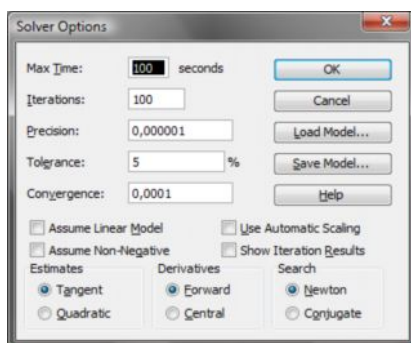 Solver Options
Max Time: 100 seconds OK
Iterations: 100 Cancel
Precision: 0,000001 Load Model...
Tolerance: 5 % Save Model...
Convergence: 0,0001 Help
Assume Linear Model Use Automatic Scaling
Assume Non-Negative Show Iteration Results
Estimates Derivatives Search
Tangent Forward Newton
Quadratic Central Conjugate